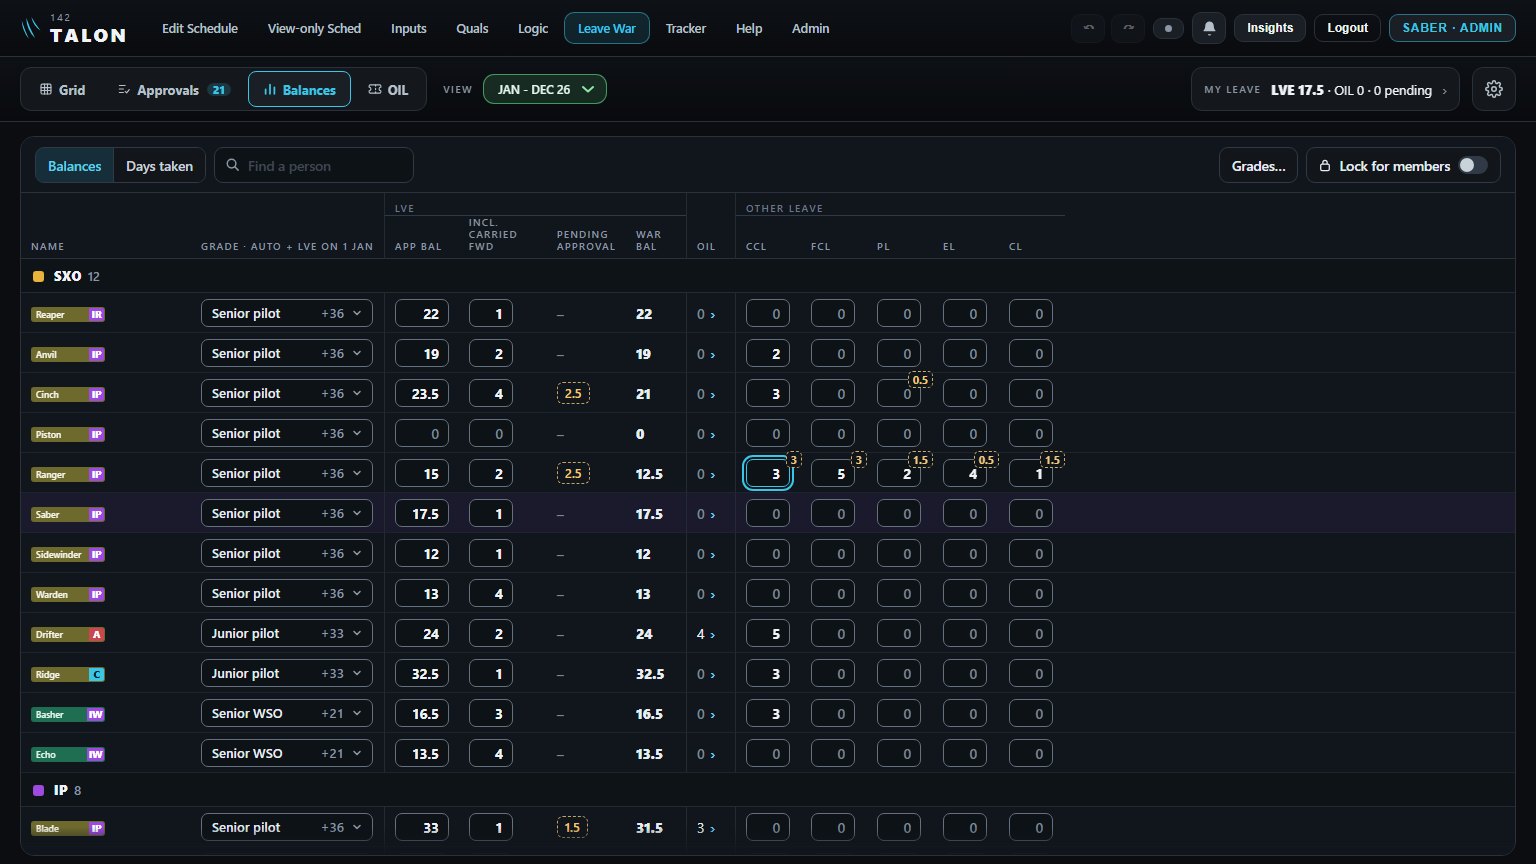 142
TALON
Edit Schedule
View-only Sched
Inputs
Quals
Logic
Leave War
Tracker
Help
Admin
Insights
Logout
SABER · ADMIN
Grid
Approvals 21
Balances
OIL
VIEW
JAN - DEC 26
MY LEAVE LVE 17.5 · OIL 0 · 0 pending ›
Balances
Days taken
Find a person
Grades...
Lock for members
LVE
OTHER LEAVE
NAME
GRADE · AUTO + LVE ON 1 JAN
APP BAL
INCL. CARRIED FWD
PENDING APPROVAL
WAR BAL
OIL
CCL
FCL
PL
EL
CL
SXO 12
Reaper IR Senior pilot +36 22 1 – 22 0 › 0 0 0 0 0
Anvil IP Senior pilot +36 19 2 – 19 0 › 2 0 0 0 0
Cinch IP Senior pilot +36 23.5 4 2.5 21 0 › 3 0 0 0.5 0 0
Piston IP Senior pilot +36 0 0 – 0 0 › 0 0 0 0 0
Ranger IP Senior pilot +36 15 2 2.5 12.5 0 › 3 3 5 3 2 1.5 4 0.5 1 1.5
Saber IP Senior pilot +36 17.5 1 – 17.5 0 › 0 0 0 0 0
Sidewinder IP Senior pilot +36 12 1 – 12 0 › 0 0 0 0 0
Warden IP Senior pilot +36 13 4 – 13 0 › 0 0 0 0 0
Drifter A Junior pilot +33 24 2 – 24 4 › 5 0 0 0 0
Ridge C Junior pilot +33 32.5 1 – 32.5 0 › 3 0 0 0 0
Basher IW Senior WSO +21 16.5 3 – 16.5 0 › 3 0 0 0 0
Echo IW Senior WSO +21 13.5 4 – 13.5 0 › 0 0 0 0 0
IP 8
Blade IP Senior pilot +36 33 1 1.5 31.5 3 › 0 0 0 0 0